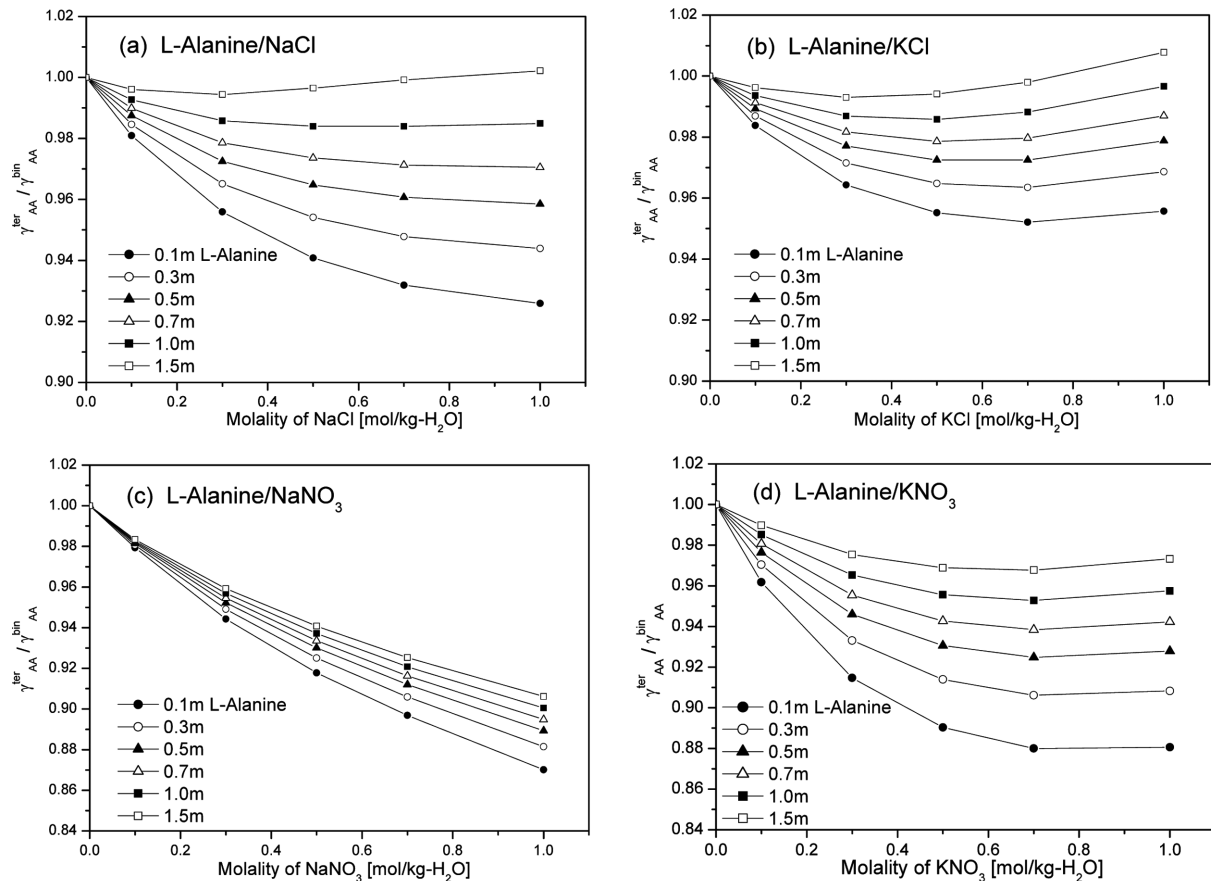 (a) L-Alanine/NaCl
1.02
1.00
0.98
0.96
0.94
0.92
0.90
γ^ter_AA / γ^bin_AA
0.1m L-Alanine
0.3m
0.5m
0.7m
1.0m
1.5m
0.0 0.2 0.4 0.6 0.8 1.0
Molality of NaCl [mol/kg-H₂O]
(b) L-Alanine/KCl
1.02
1.00
0.98
0.96
0.94
0.92
0.90
γ^ter_AA / γ^bin_AA
0.1m L-Alanine
0.3m
0.5m
0.7m
1.0m
1.5m
0.0 0.2 0.4 0.6 0.8 1.0
Molality of KCl [mol/kg-H₂O]
(c) L-Alanine/NaNO₃
1.02
1.00
0.98
0.96
0.94
0.92
0.90
0.88
0.86
0.84
γ^ter_AA / γ^bin_AA
0.1m L-Alanine
0.3m
0.5m
0.7m
1.0m
1.5m
0.0 0.2 0.4 0.6 0.8 1.0
Molality of NaNO₃ [mol/kg-H₂O]
(d) L-Alanine/KNO₃
1.02
1.00
0.98
0.96
0.94
0.92
0.90
0.88
0.86
0.84
γ^ter_AA / γ^bin_AA
0.1m L-Alanine
0.3m
0.5m
0.7m
1.0m
1.5m
0.0 0.2 0.4 0.6 0.8 1.0
Molality of KNO₃ [mol/kg-H₂O]